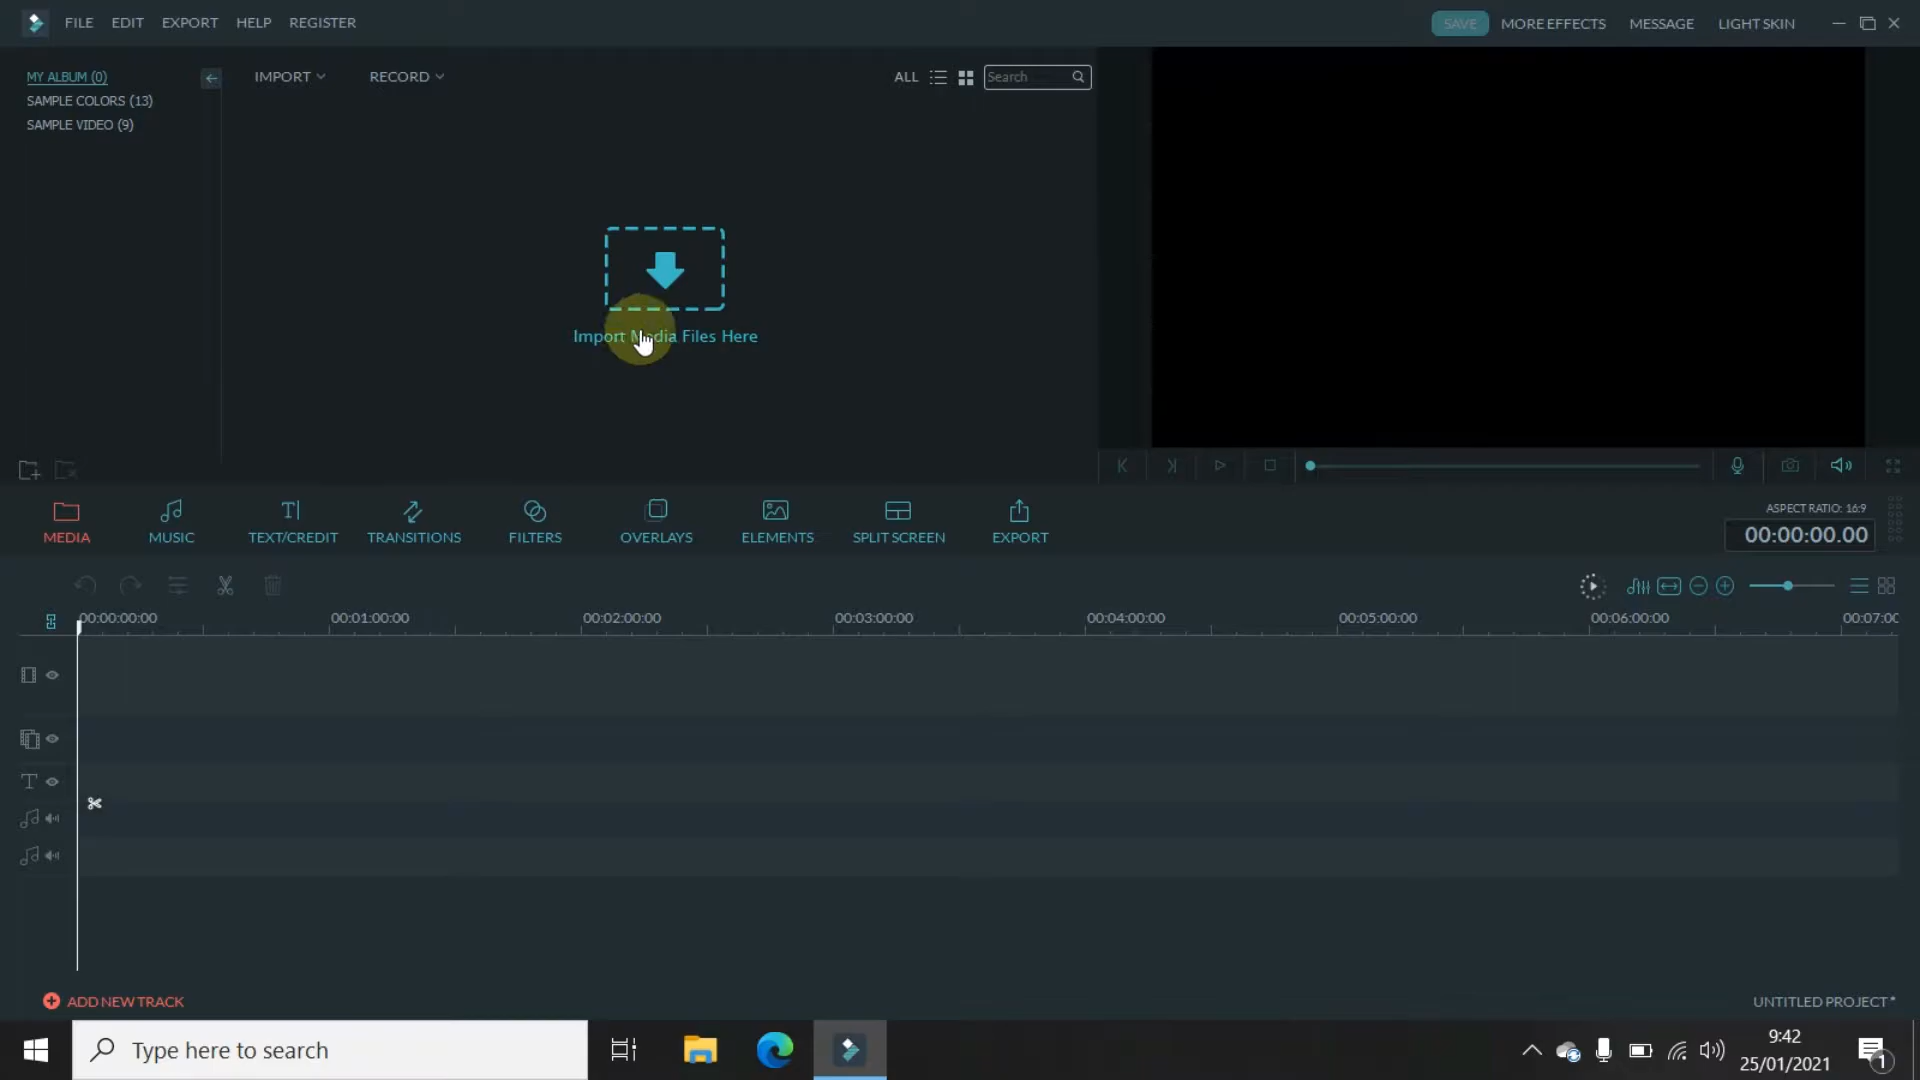 FILE EDIT EXPORT HELP REGISTER SAVE MORE EFFECTS MESSAGE LIGHT SKIN
MY ALBUM (0) IMPORT RECORD ALL Search
SAMPLE COLORS (13)
SAMPLE VIDEO (9)
Import Media Files Here
MEDIA MUSIC TEXT/CREDIT TRANSITIONS FILTERS OVERLAYS ELEMENTS SPLIT SCREEN EXPORT
ASPECT RATIO: 16:9
00:00:00.00
00:00:00:00 00:01:00:00 00:02:00:00 00:03:00:00 00:04:00:00 00:05:00:00 00:06:00:00 00:07:00
ADD NEW TRACK UNTITLED PROJECT*
Type here to search
9:42
25/01/2021
1